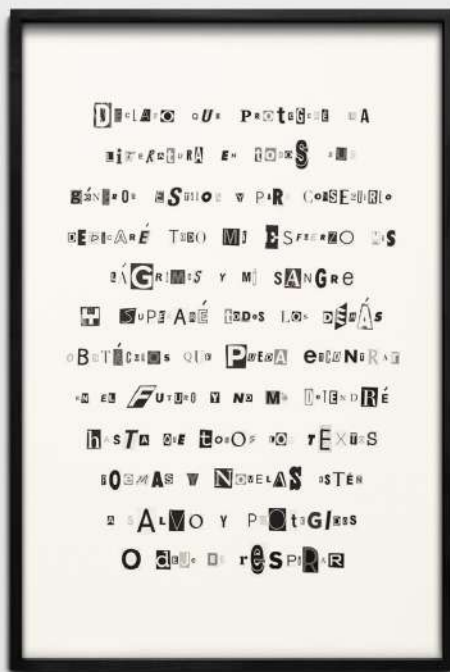 DeclaRO QUE PROteGeRé LA
LiteRatURA EN todOS SUS
GéNEROS ESTilOS Y CONSEGUIRlo
DEDICARÉ TODO MI ESFUERZO MIS
LÁGRIMAS Y MI SANGRe
SUPERARÉ todOS LOS DEMÁS
OBSTÁCULOS QUE PUEDA eNCONTRAR
EN EL FUTURO Y NO Me DETENDRÉ
hASTA QUE todOS LOS TEXTOS
POEMAS Y NOVELAS ESTÉN
A SALVO Y PROtEGIDOS
O deje De reSPIRAR